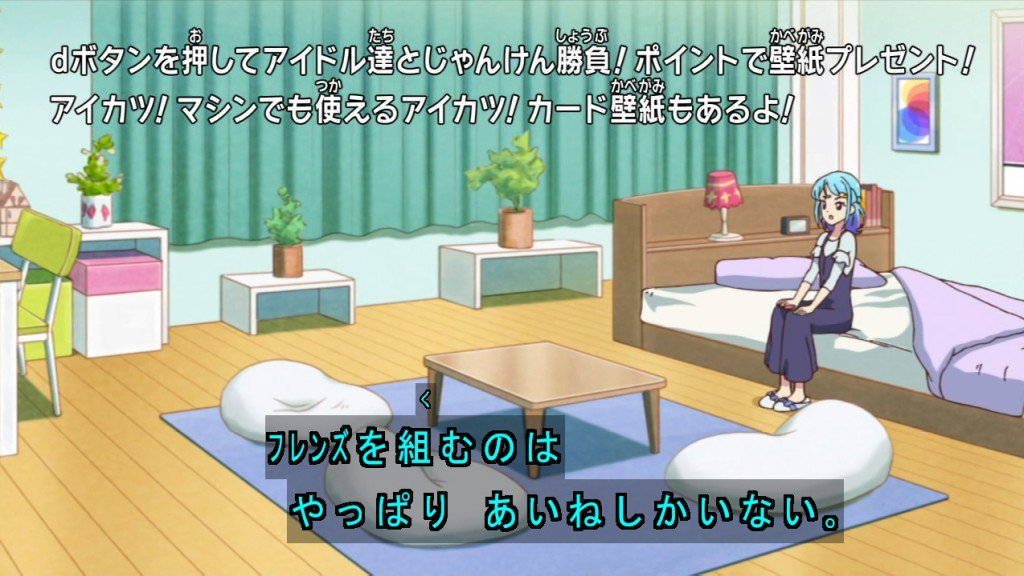 dボタンを押してアイドル達とじゃんけん勝負！ポイントで壁紙プレゼント！
アイカツ！マシンでも使えるアイカツ！カード壁紙もあるよ！
ﾌﾚﾝｽﾞを組むのは
やっぱり あいねしかいない。